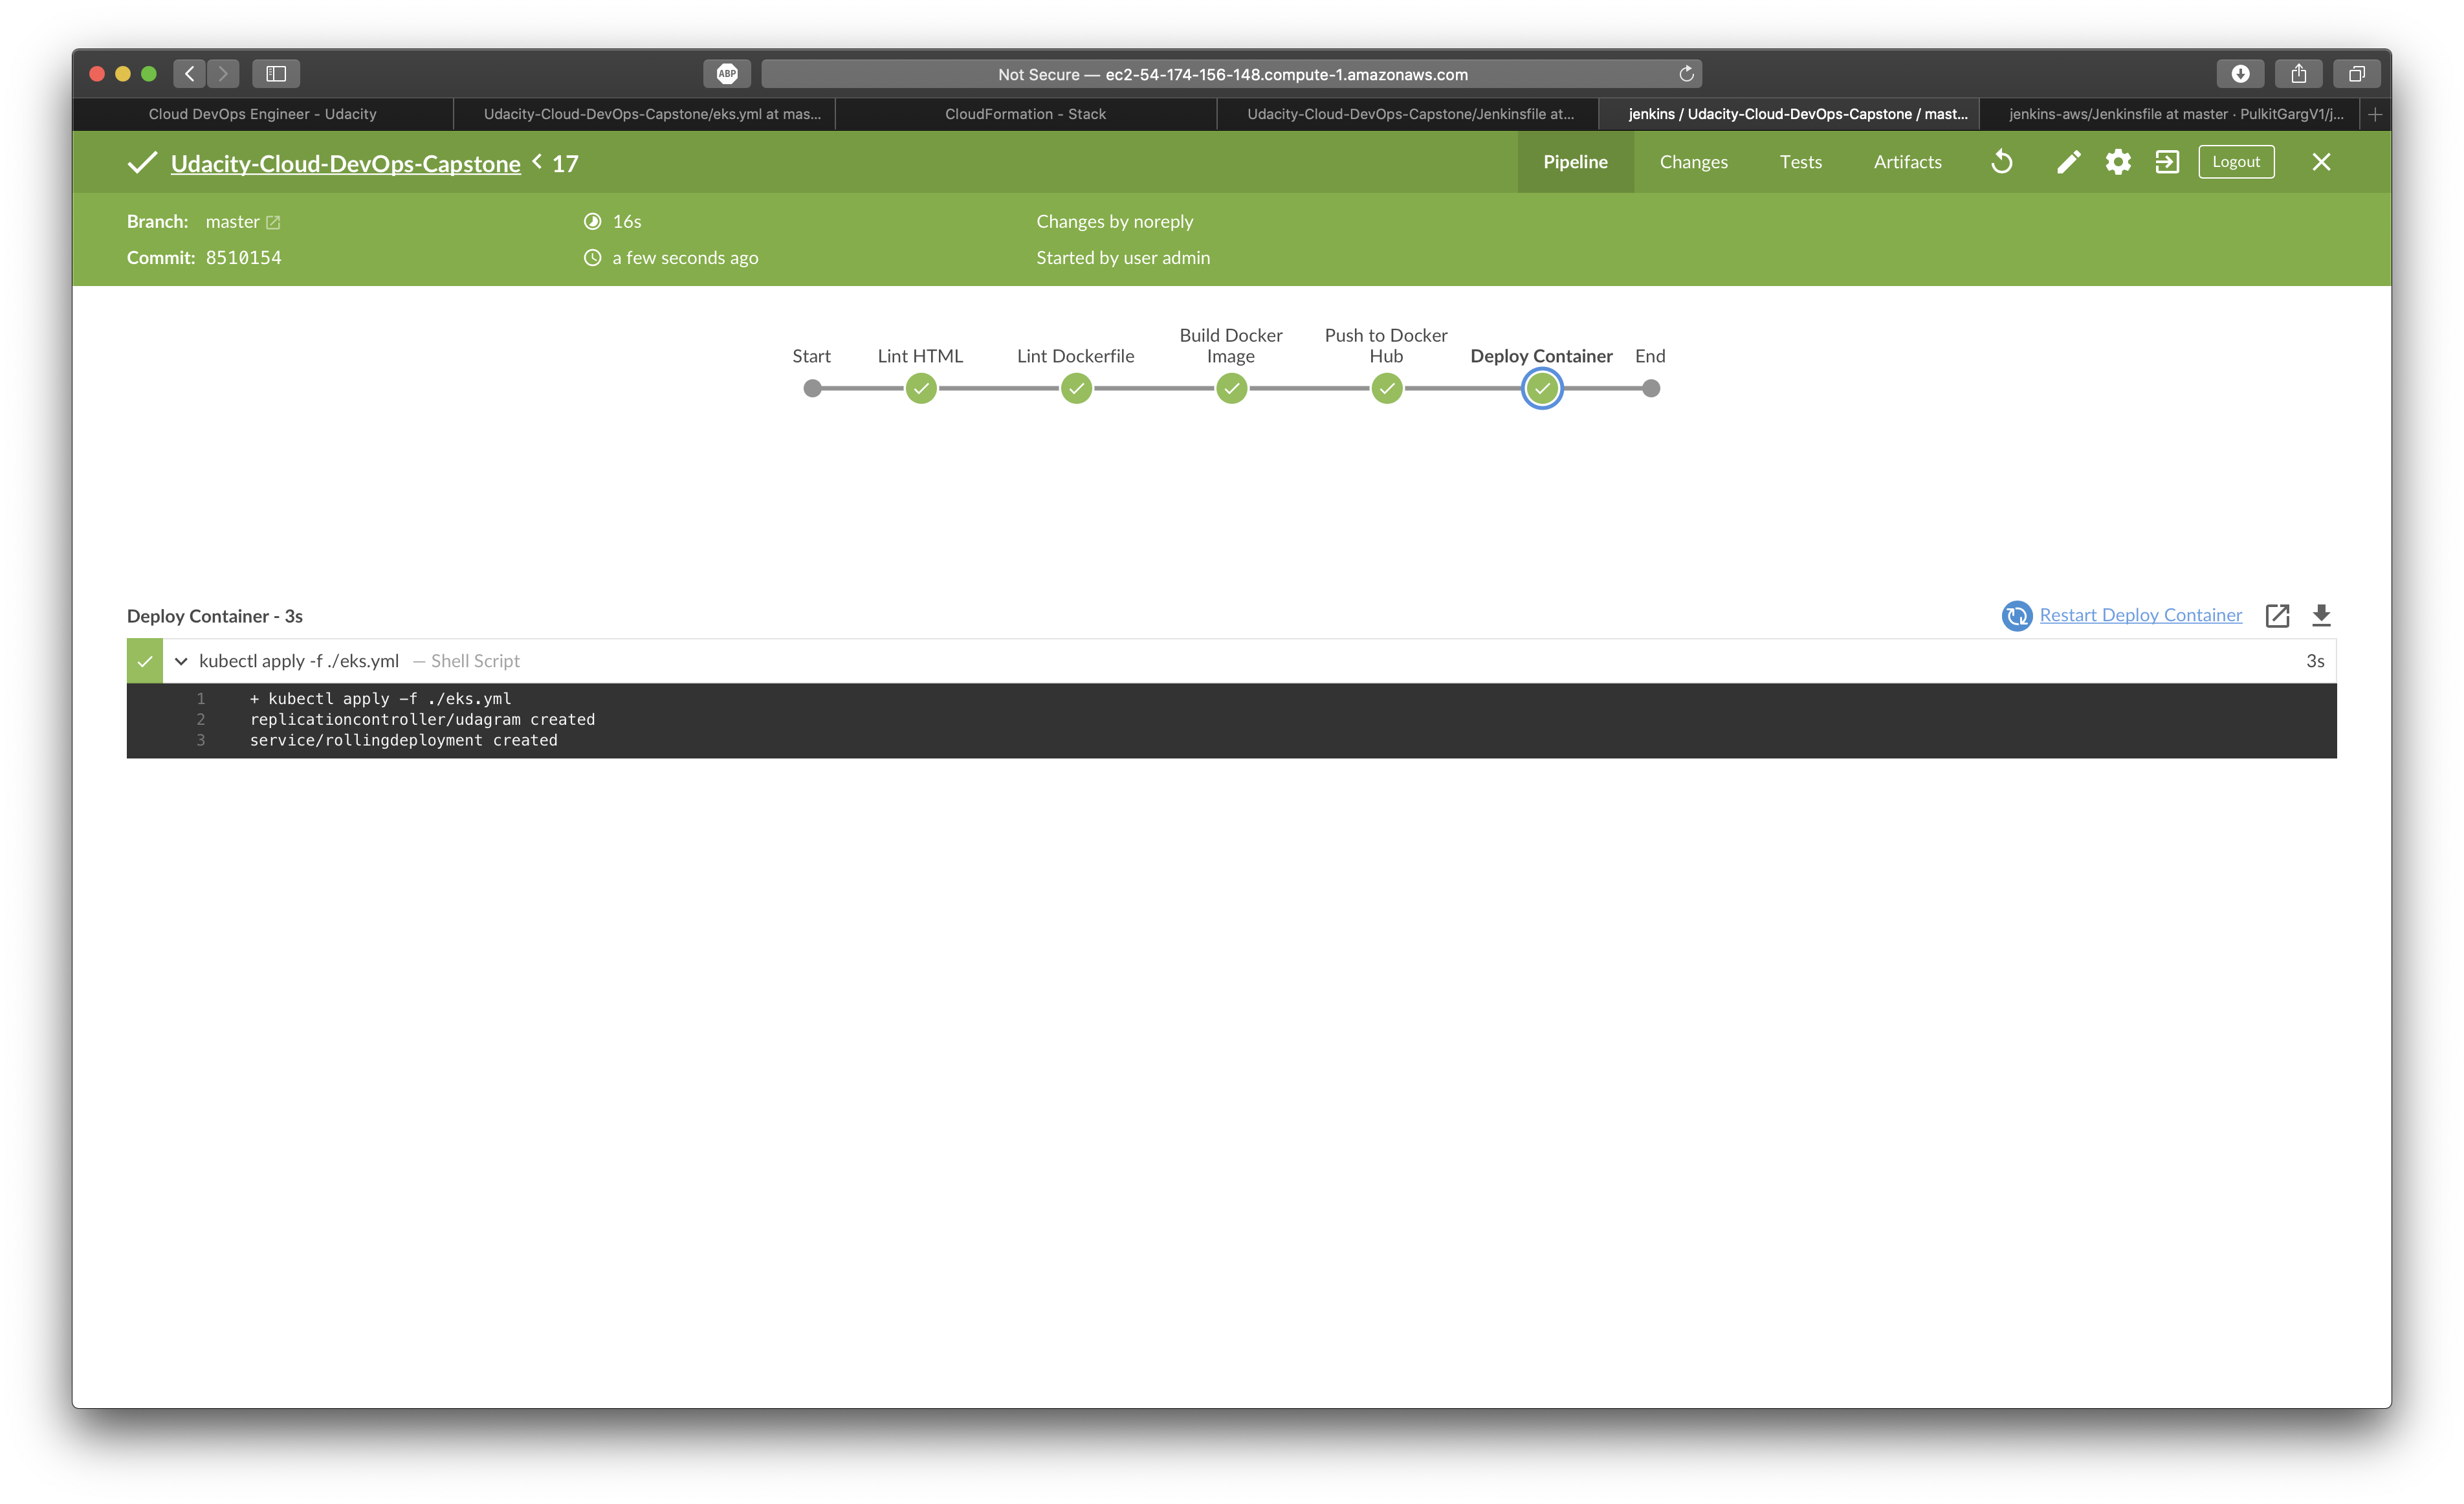 ABP
Not Secure — ec2-54-174-156-148.compute-1.amazonaws.com
Cloud DevOps Engineer - Udacity
Udacity-Cloud-DevOps-Capstone/eks.yml at mas...
CloudFormation - Stack
Udacity-Cloud-DevOps-Capstone/Jenkinsfile at...
jenkins / Udacity-Cloud-DevOps-Capstone / mast...
jenkins-aws/Jenkinsfile at master · PulkitGargV1/j...
Udacity-Cloud-DevOps-Capstone < 17
Pipeline
Changes
Tests
Artifacts
Logout
Branch: master
16s
Changes by noreply
Commit: 8510154
a few seconds ago
Started by user admin
Start
Lint HTML
Lint Dockerfile
Build Docker
Image
Push to Docker
Hub
Deploy Container
End
Deploy Container - 3s
Restart Deploy Container
kubectl apply -f ./eks.yml — Shell Script
3s
1 + kubectl apply -f ./eks.yml
2 replicationcontroller/udagram created
3 service/rollingdeployment created